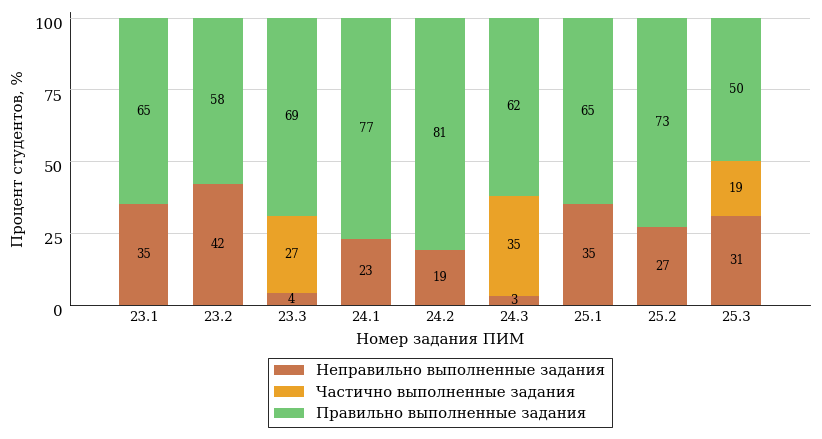 100
75
50
25
0
Процент студентов, %
65 58 69 77 81 62 65 73 50
35 42 27 23 19 35 35 27 19
4 3 31
23.1 23.2 23.3 24.1 24.2 24.3 25.1 25.2 25.3
Номер задания ПИМ
Неправильно выполненные задания
Частично выполненные задания
Правильно выполненные задания